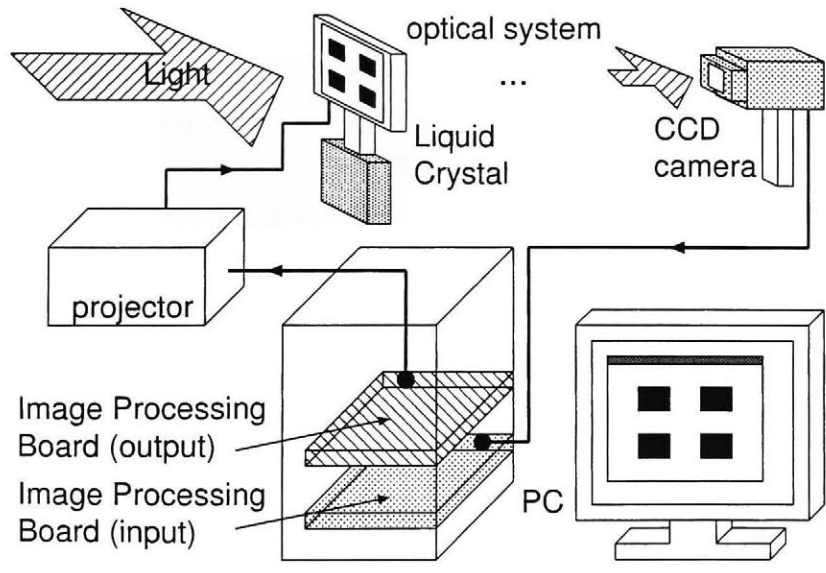 optical system
Light
...
Liquid
Crystal
CCD
camera
projector
Image Processing
Board (output)
Image Processing
Board (input)
PC